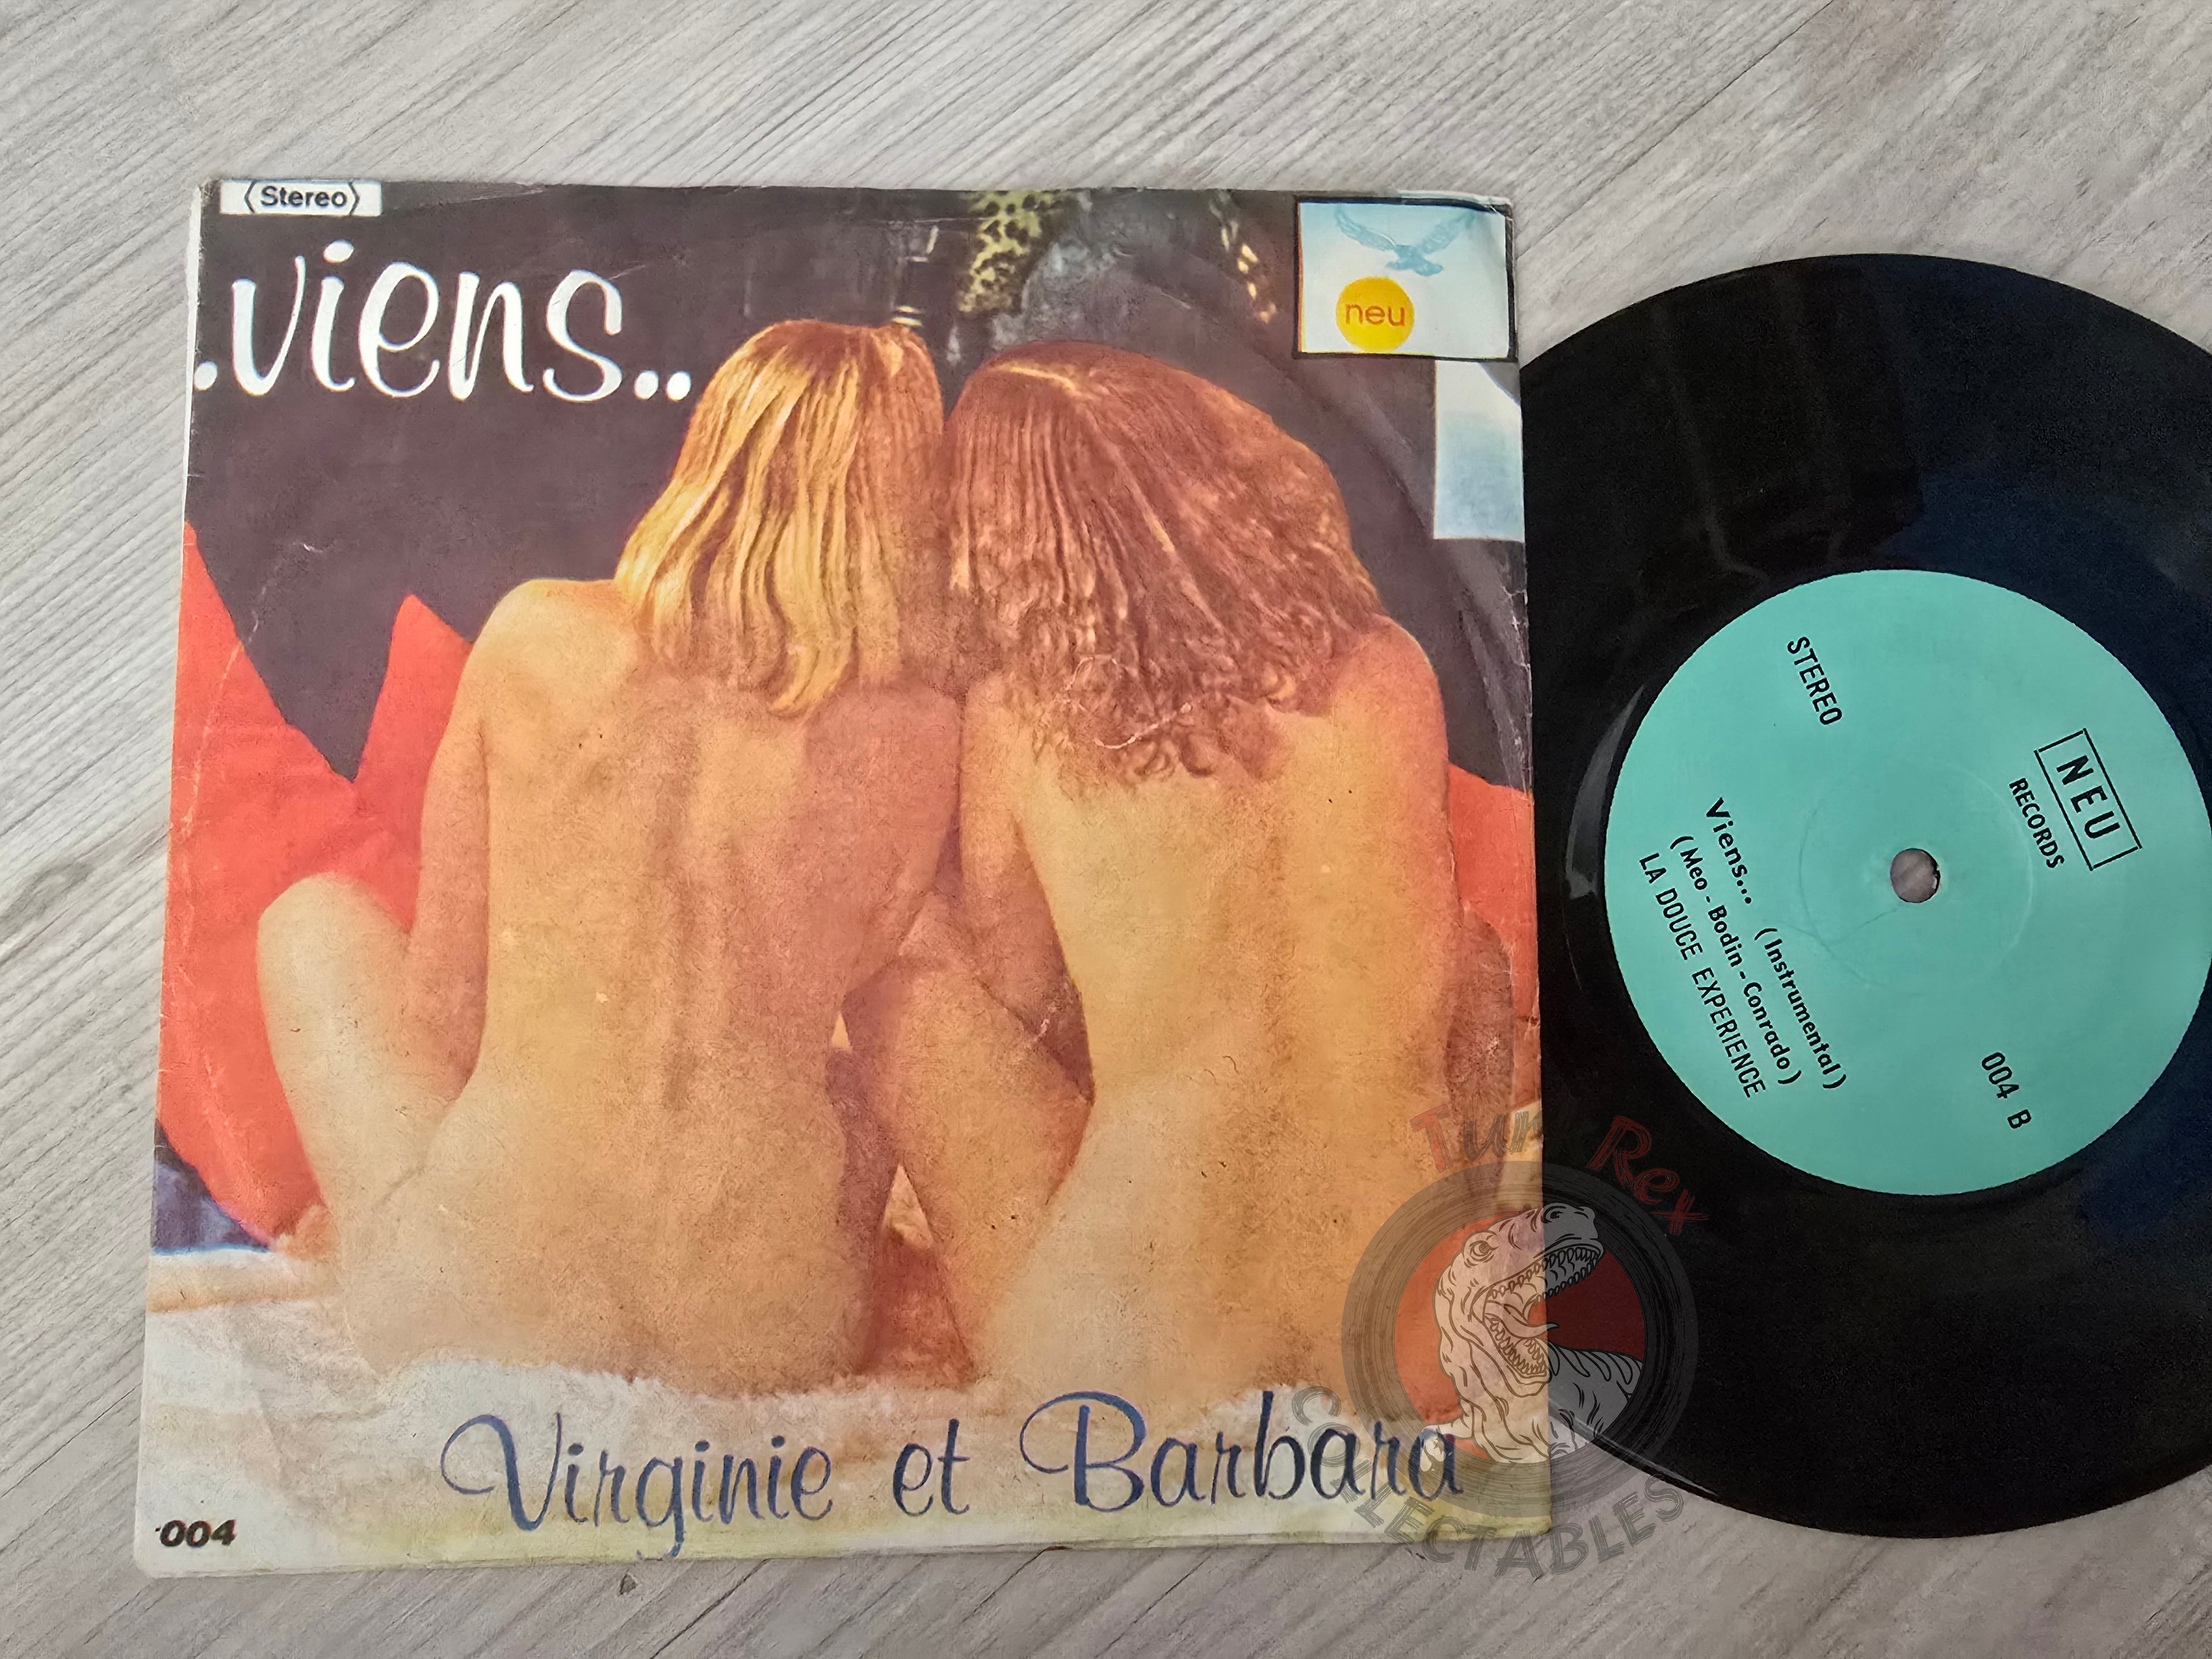 ⟨Stereo⟩
.viens..
neu
Virginie et Barbara
004
NEU
RECORDS
STEREO
004 B
Viens... (Instrumental)
(Meo - Bodin - Conrado)
LA DOUCE EXPERIENCE
Rex
COLLECTABLES